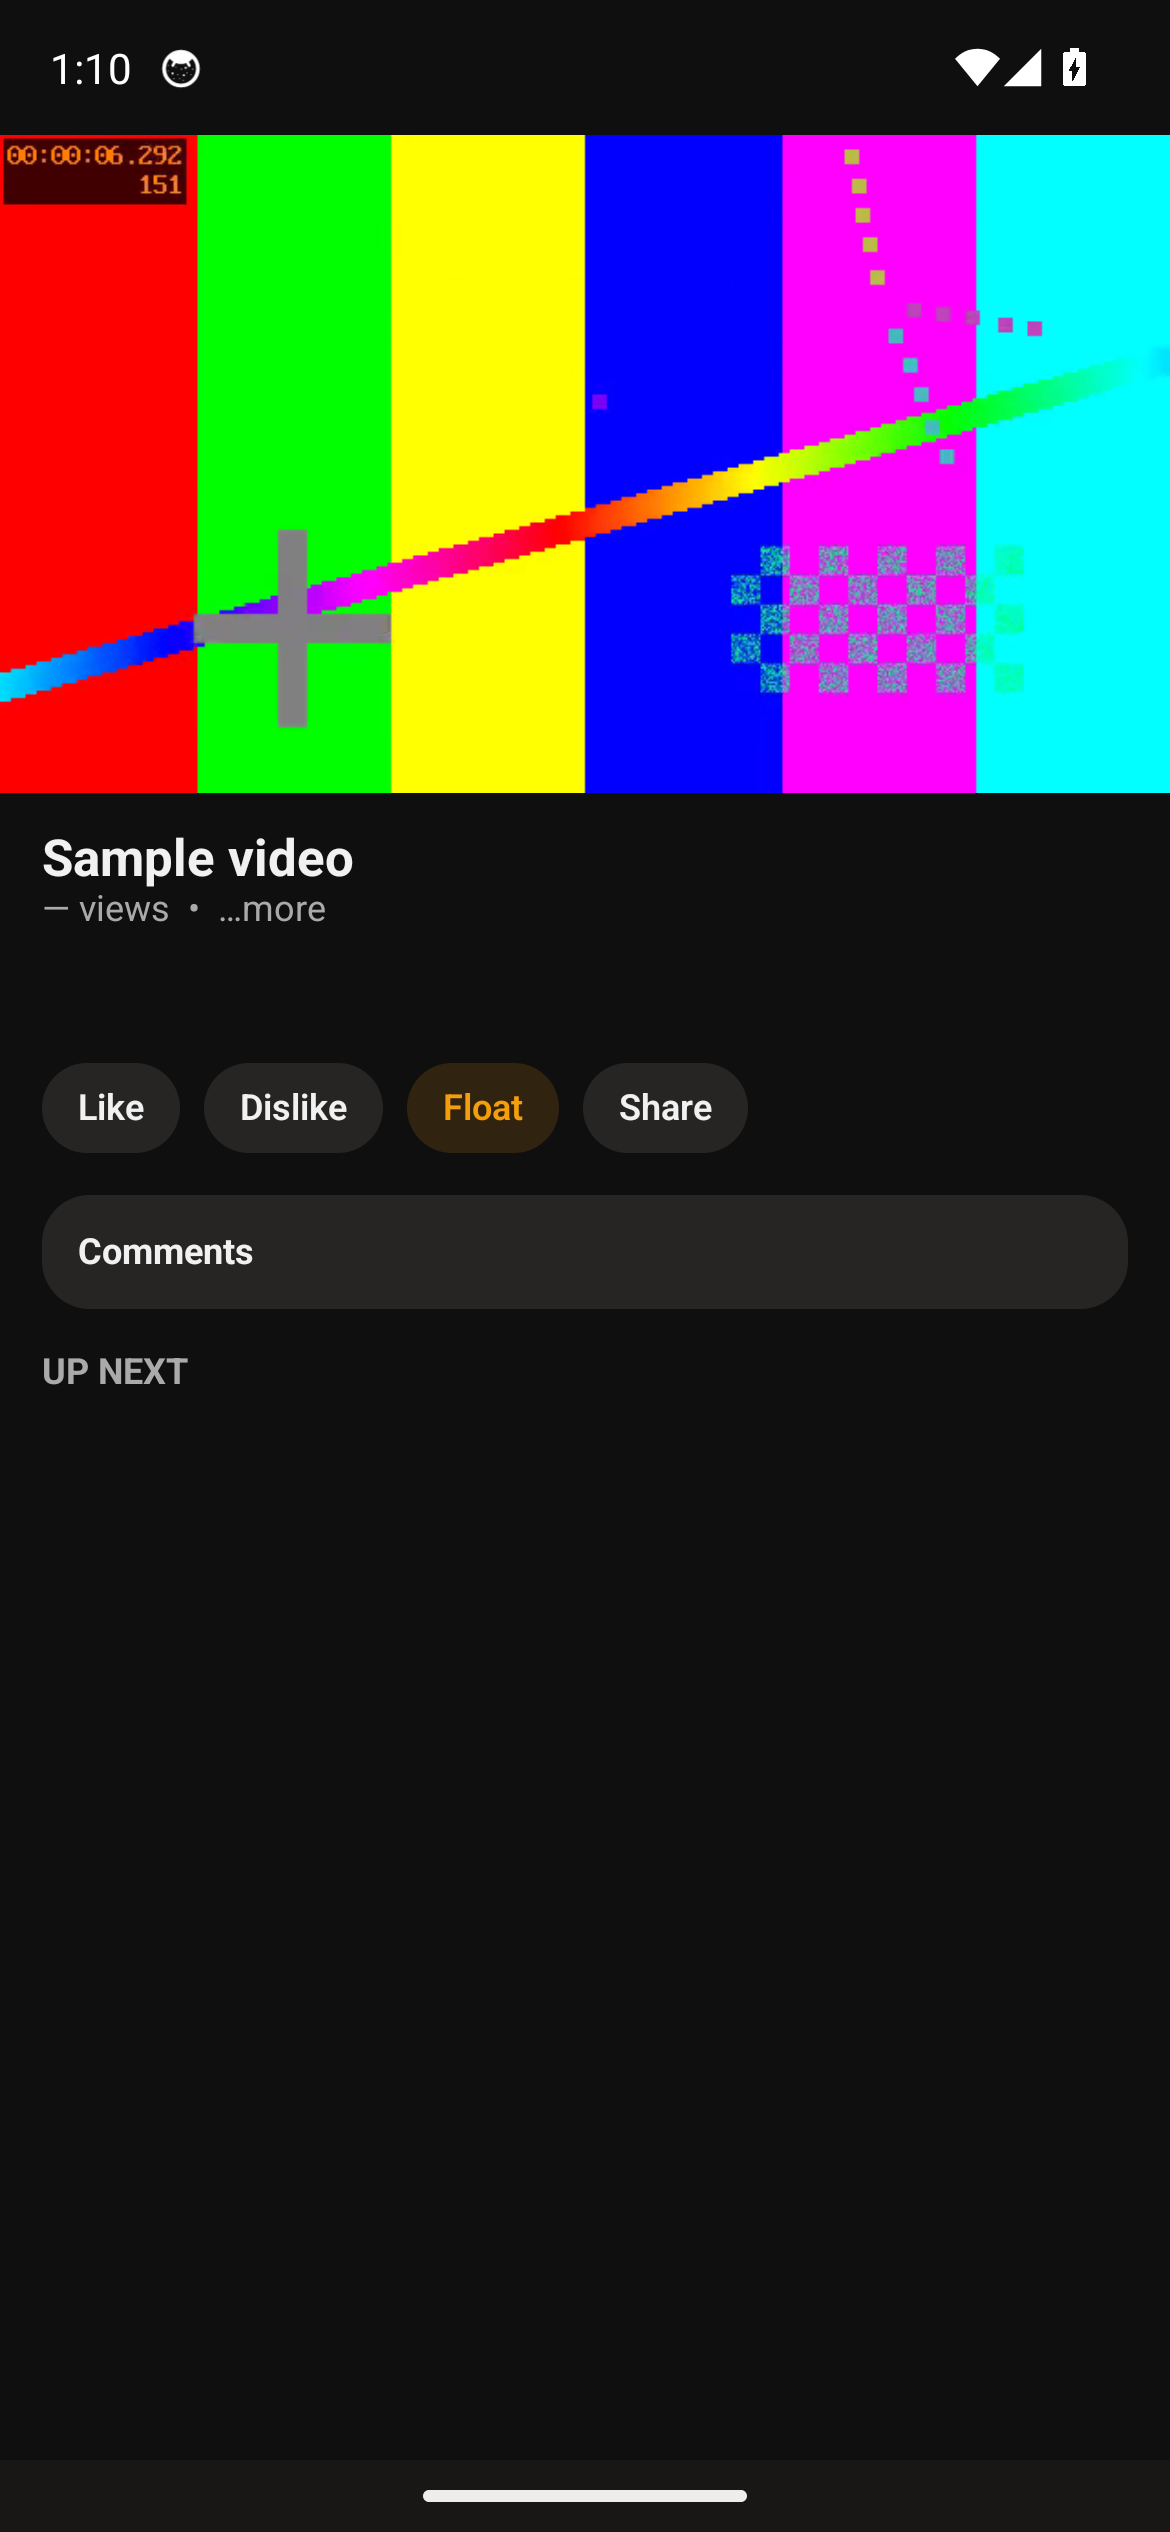 1:10
00:00:06.292
151
Sample video
— views • ...more
Like
Dislike
Float
Share
Comments
UP NEXT